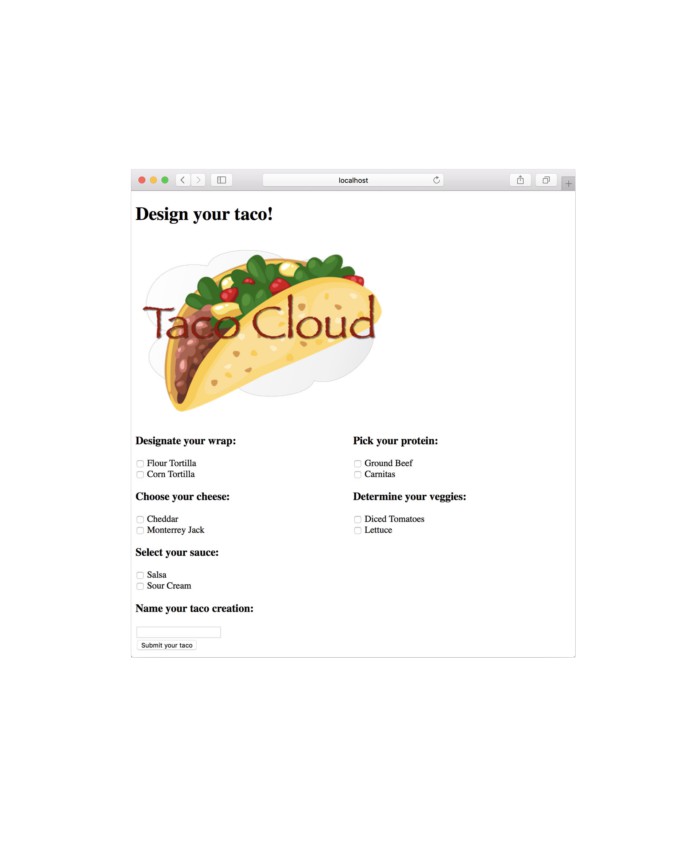 localhost
Design your taco!
Taco Cloud
Designate your wrap:
Flour Tortilla
Corn Tortilla
Choose your cheese:
Cheddar
Monterrey Jack
Select your sauce:
Salsa
Sour Cream
Name your taco creation:
Submit your taco
Pick your protein:
Ground Beef
Carnitas
Determine your veggies:
Diced Tomatoes
Lettuce